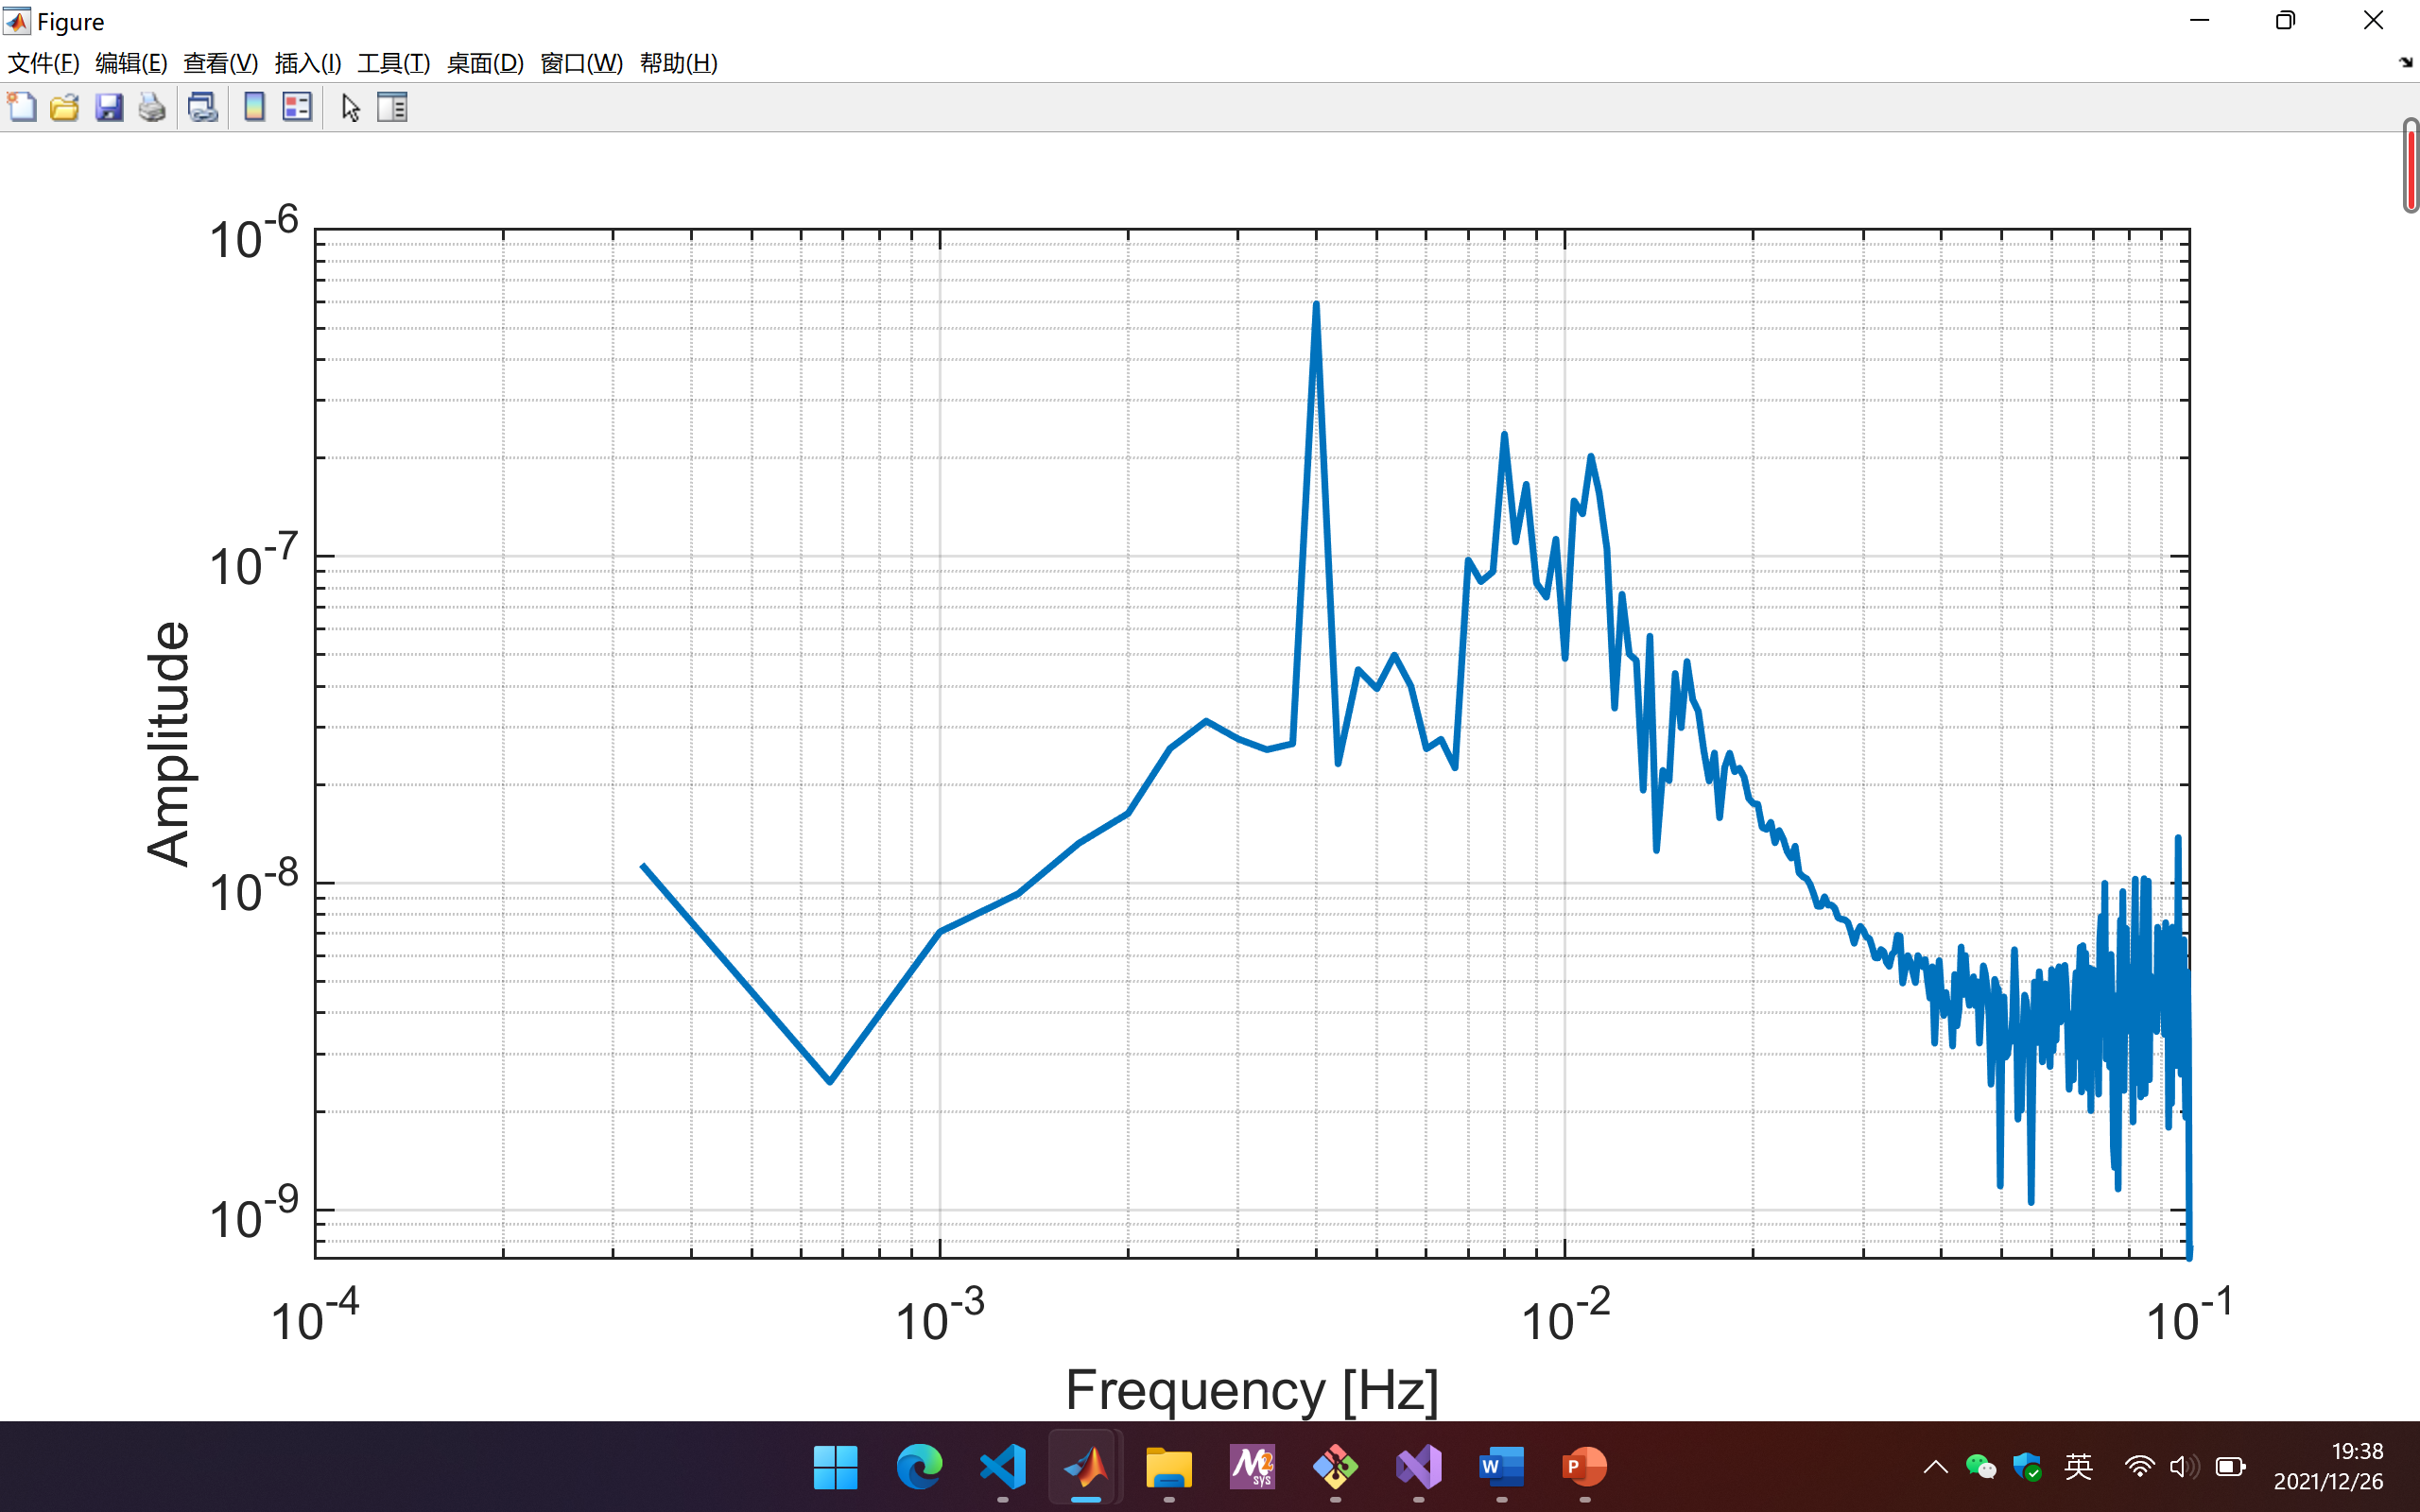 Figure
文件(F) 编辑(E) 查看(V) 插入(I) 工具(T) 桌面(D) 窗口(W) 帮助(H)
10^-6
10^-7
10^-8
10^-9
Amplitude
10^-4 10^-3 10^-2 10^-1
Frequency [Hz]
M2
sys
W
P
英
19:38
2021/12/26